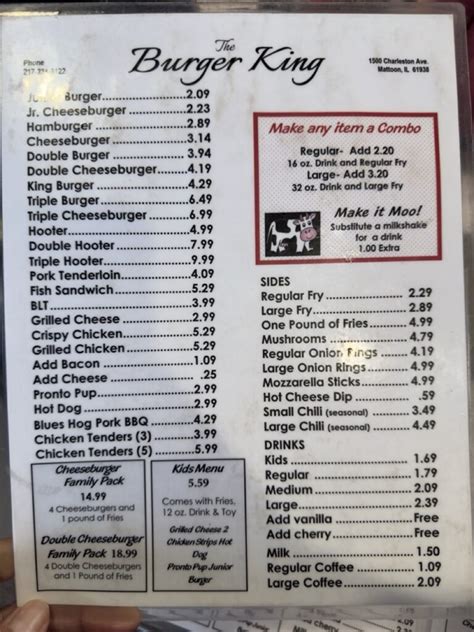 The
Burger King
Phone
1500 Charleston Ave.
Mattoon, IL 61938
Burger 2.09
Jr. Cheeseburger 2.23
Hamburger 2.89
Cheeseburger 3.14
Double Burger 3.94
Double Cheeseburger 4.19
King Burger 4.29
Triple Burger 6.49
Triple Cheeseburger 6.99
Hooter 4.99
Double Hooter 7.99
Triple Hooter 9.99
Pork Tenderloin 4.09
Fish Sandwich 5.29
BLT 3.99
Grilled Cheese 2.99
Crispy Chicken 5.29
Grilled Chicken 5.29
Add Bacon 1.09
Add Cheese .25
Pronto Pup 2.99
Hot Dog 2.99
Blues Hog Pork BBQ 4.29
Chicken Tenders (3) 3.99
Chicken Tenders (5) 5.99
Cheeseburger
Family Pack
14.99
4 Cheeseburgers and
1 pound of Fries
Double Cheeseburger
Family Pack 18.99
4 Double Cheeseburgers
and 1 Pound of Fries
Kids Menu
5.59
Comes with Fries,
12 oz. Drink & Toy
Grilled Cheese 2
Chicken Strips Hot
Dog
Pronto Pup Junior
Burger
Make any item a Combo
Regular- Add 2.20
16 oz. Drink and Regular Fry
Large- Add 3.20
32 oz. Drink and Large Fry
Make it Moo!
Substitute a milkshake
for a drink
1.00 Extra
SIDES
Regular Fry 2.29
Large Fry 2.89
One Pound of Fries 4.99
Mushrooms 4.79
Regular Onion Rings 4.19
Large Onion Rings 4.99
Mozzarella Sticks 4.99
Hot Cheese Dip .59
Small Chili (seasonal) 3.49
Large Chili (seasonal) 4.49
DRINKS
Kids 1.69
Regular 1.79
Medium 2.09
Large 2.39
Add vanilla Free
Add cherry Free
Milk 1.50
Regular Coffee 1.09
Large Coffee 2.09